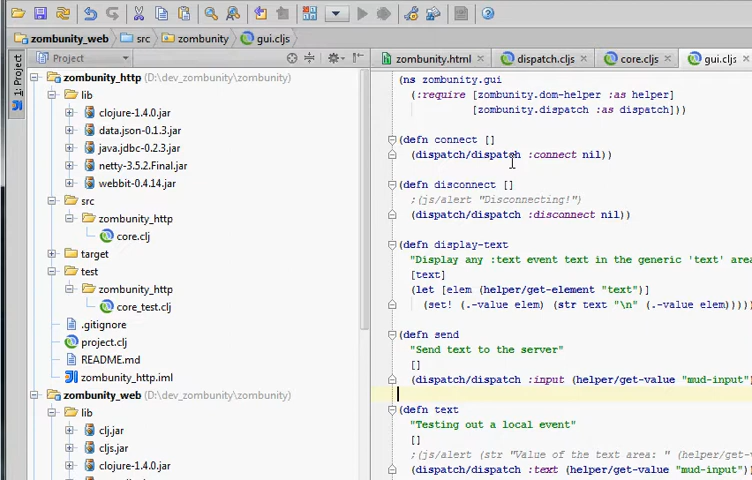 zombunity_web
src
zombunity
gui.cljs
1: Project
Project
zombunity_http (D:\dev_zombunity\zombunity)
lib
clojure-1.4.0.jar
data.json-0.1.3.jar
java.jdbc-0.2.3.jar
netty-3.5.2.Final.jar
webbit-0.4.14.jar
src
zombunity_http
core.clj
target
test
zombunity_http
core_test.clj
.gitignore
project.clj
README.md
zombunity_http.iml
zombunity_web (D:\dev_zombunity\zombunity)
lib
clj.jar
cljs.jar
clojure-1.4.0.jar
zombunity.html
dispatch.cljs
core.cljs
gui.cljs
(ns zombunity.gui
(:require [zombunity.dom-helper :as helper]
[zombunity.dispatch :as dispatch]))
(defn connect []
(dispatch/dispatch :connect nil))
(defn disconnect []
;(js/alert "Disconnecting!")
(dispatch/dispatch :disconnect nil))
(defn display-text
"Display any :text event text in the generic 'text' area
[text]
(let [elem (helper/get-element "text")]
(set! (.-value elem) (str text "\n" (.-value elem))))
(defn send
"Send text to the server"
[]
(dispatch/dispatch :input (helper/get-value "mud-input")
(defn text
"Testing out a local event"
[]
;(js/alert (str "Value of the text area: " (helper/get-v
(dispatch/dispatch :text (helper/get-value "mud-input")